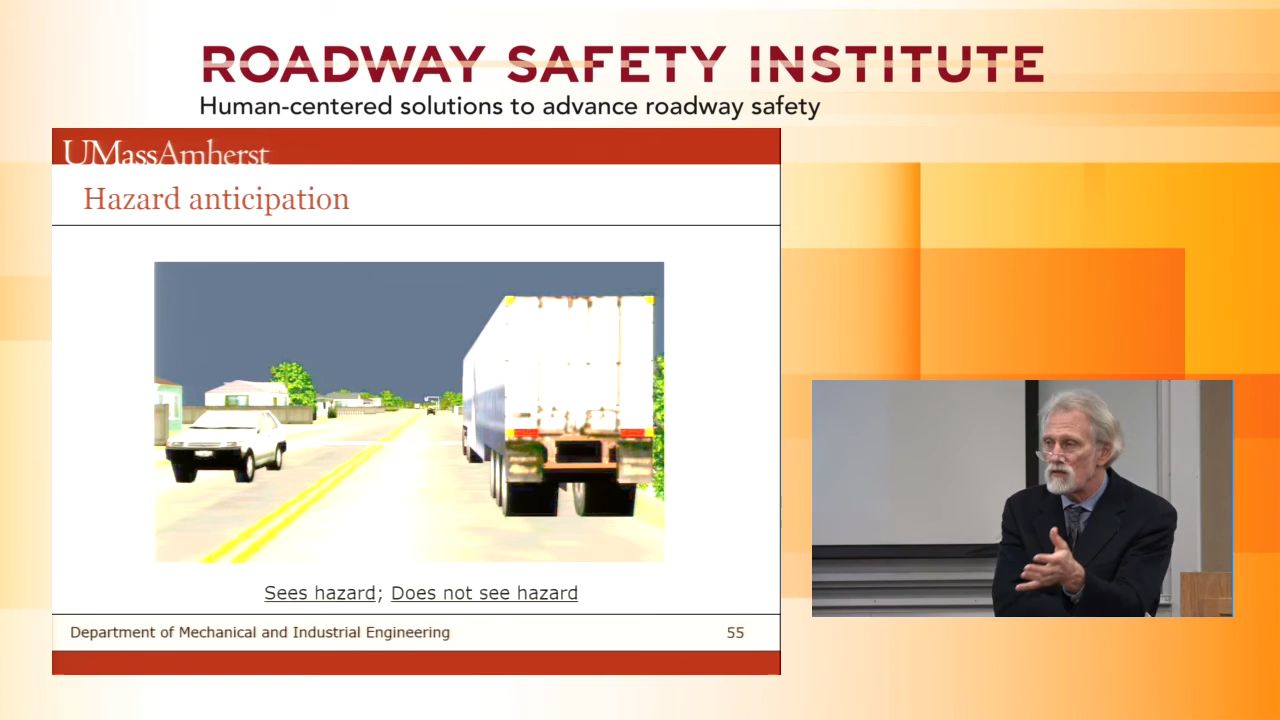 ROADWAY SAFETY INSTITUTE
Human-centered solutions to advance roadway safety
UMassAmherst
Hazard anticipation
Sees hazard; Does not see hazard
Department of Mechanical and Industrial Engineering
55